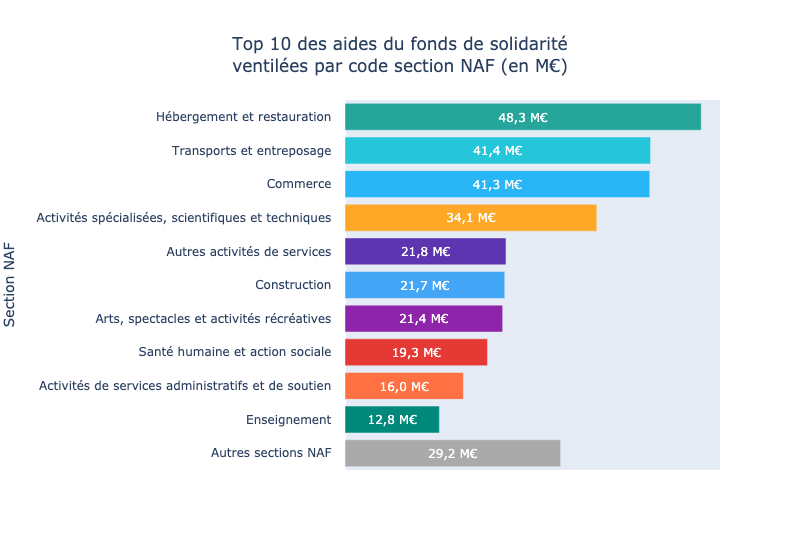 Top 10 des aides du fonds de solidarité
ventilées par code section NAF (en M€)
Section NAF
Hébergement et restauration 48,3 M€
Transports et entreposage 41,4 M€
Commerce 41,3 M€
Activités spécialisées, scientifiques et techniques 34,1 M€
Autres activités de services 21,8 M€
Construction 21,7 M€
Arts, spectacles et activités récréatives 21,4 M€
Santé humaine et action sociale 19,3 M€
Activités de services administratifs et de soutien 16,0 M€
Enseignement 12,8 M€
Autres sections NAF 29,2 M€